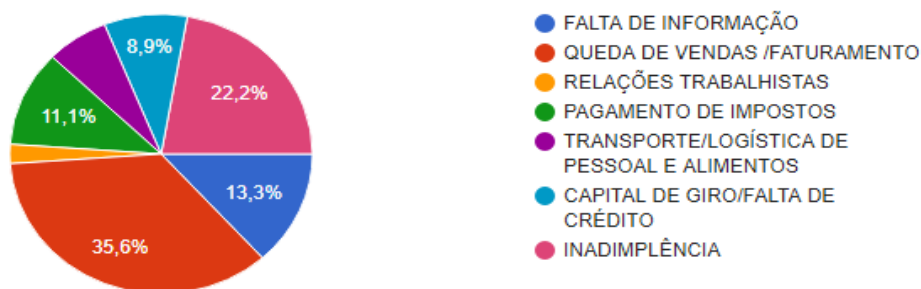 8,9%
22,2%
11,1%
13,3%
35,6%
FALTA DE INFORMAÇÃO
QUEDA DE VENDAS /FATURAMENTO
RELAÇÕES TRABALHISTAS
PAGAMENTO DE IMPOSTOS
TRANSPORTE/LOGÍSTICA DE
PESSOAL E ALIMENTOS
CAPITAL DE GIRO/FALTA DE
CRÉDITO
INADIMPLÊNCIA